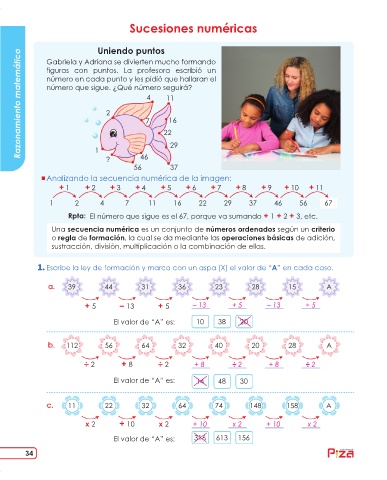 Sucesiones numéricas
Razonamiento matemático
Uniendo puntos
Gabriela y Adriana se divierten mucho formando
figuras con puntos. La profesora escribió un
número en cada punto y les pidió que hallaran el
número que sigue. ¿Qué número seguirá?
4 11
2
7 16
22
1 29
? 46
56 37
Analizando la secuencia numérica de la imagen:
+ 1 + 2 + 3 + 4 + 5 + 6 + 7 + 8 + 9 + 10 + 11
1 2 4 7 11 16 22 29 37 46 56 67
Rpta: El número que sigue es el 67, porque va sumando + 1 + 2 + 3, etc.
Una secuencia numérica es un conjunto de números ordenados según un criterio
o regla de formación, la cual se da mediante las operaciones básicas de adición,
sustracción, división, multiplicación o la combinación de ellas.
1. Escribe la ley de formación y marca con un aspa (X) el valor de "A" en cada caso.
a. 39 44 31 36 23 28 15 A
+ 5 − 13 + 5 − 13 + 5 − 13 + 5
El valor de "A" es: 10 38 20
b. 112 56 64 32 40 20 28 A
÷ 2 + 8 ÷ 2 + 8 ÷ 2 + 8 ÷ 2
El valor de "A" es: 14 48 30
c. 11 22 32 64 74 148 158 A
x 2 + 10 x 2 + 10 x 2 + 10 x 2
El valor de "A" es: 316 613 156
34
Piza